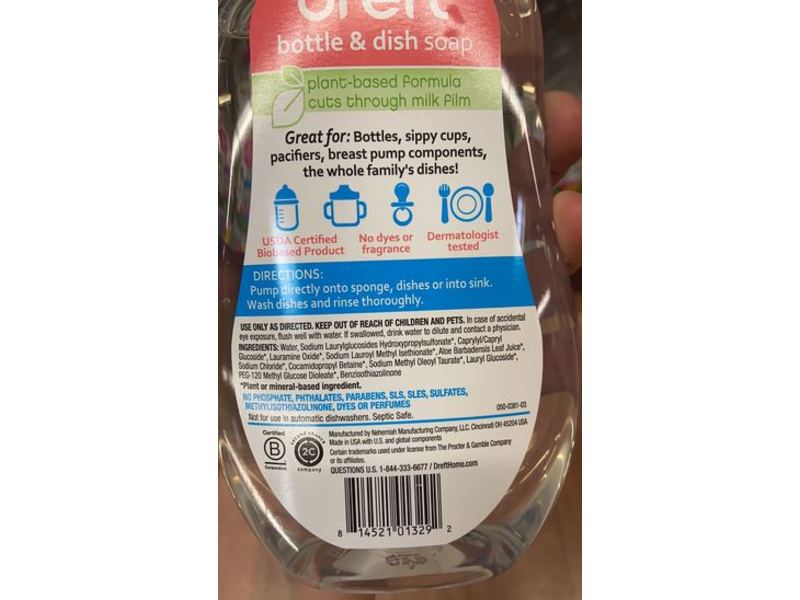 Dreft
bottle & dish soap
plant-based formula
cuts through milk film
Great for: Bottles, sippy cups,
pacifiers, breast pump components,
the whole family's dishes!
USDA Certified
Biobased Product
No dyes or
fragrance
Dermatologist
tested
DIRECTIONS:
Pump directly onto sponge, dishes or into sink.
Wash dishes and rinse thoroughly.
USE ONLY AS DIRECTED. KEEP OUT OF REACH OF CHILDREN AND PETS. In case of accidental
eye exposure, flush well with water. If swallowed, drink water to dilute and contact a physician.
INGREDIENTS: Water, Sodium Laurylglucosides Hydroxypropylsulfonate*, Caprylyl/Capryl
Glucoside*, Lauramine Oxide*, Sodium Lauroyl Methyl Isethionate*, Aloe Barbadensis Leaf Juice*,
Sodium Chloride*, Cocamidopropyl Betaine*, Sodium Methyl Oleoyl Taurate*, Lauryl Glucoside*,
PEG-120 Methyl Glucose Dioleate*, Benzisothiazolinone
*Plant or mineral-based ingredient.
NO PHOSPHATE, PHTHALATES, PARABENS, SLS, SLES, SULFATES,
METHYLISOTHIAZOLINONE, DYES OR PERFUMES
Not for use in automatic dishwashers. Septic Safe.
050-0381-03
Certified
B
Corporation
second chance
2C
company
Manufactured by Nehemiah Manufacturing Company, LLC. Cincinnati OH 45204 USA
Made in USA with U.S. and global components
Certain trademarks used under license from The Procter & Gamble Company
or its affiliates.
QUESTIONS U.S. 1-844-333-6677 / DreftHome.com
8 14521 01329 2